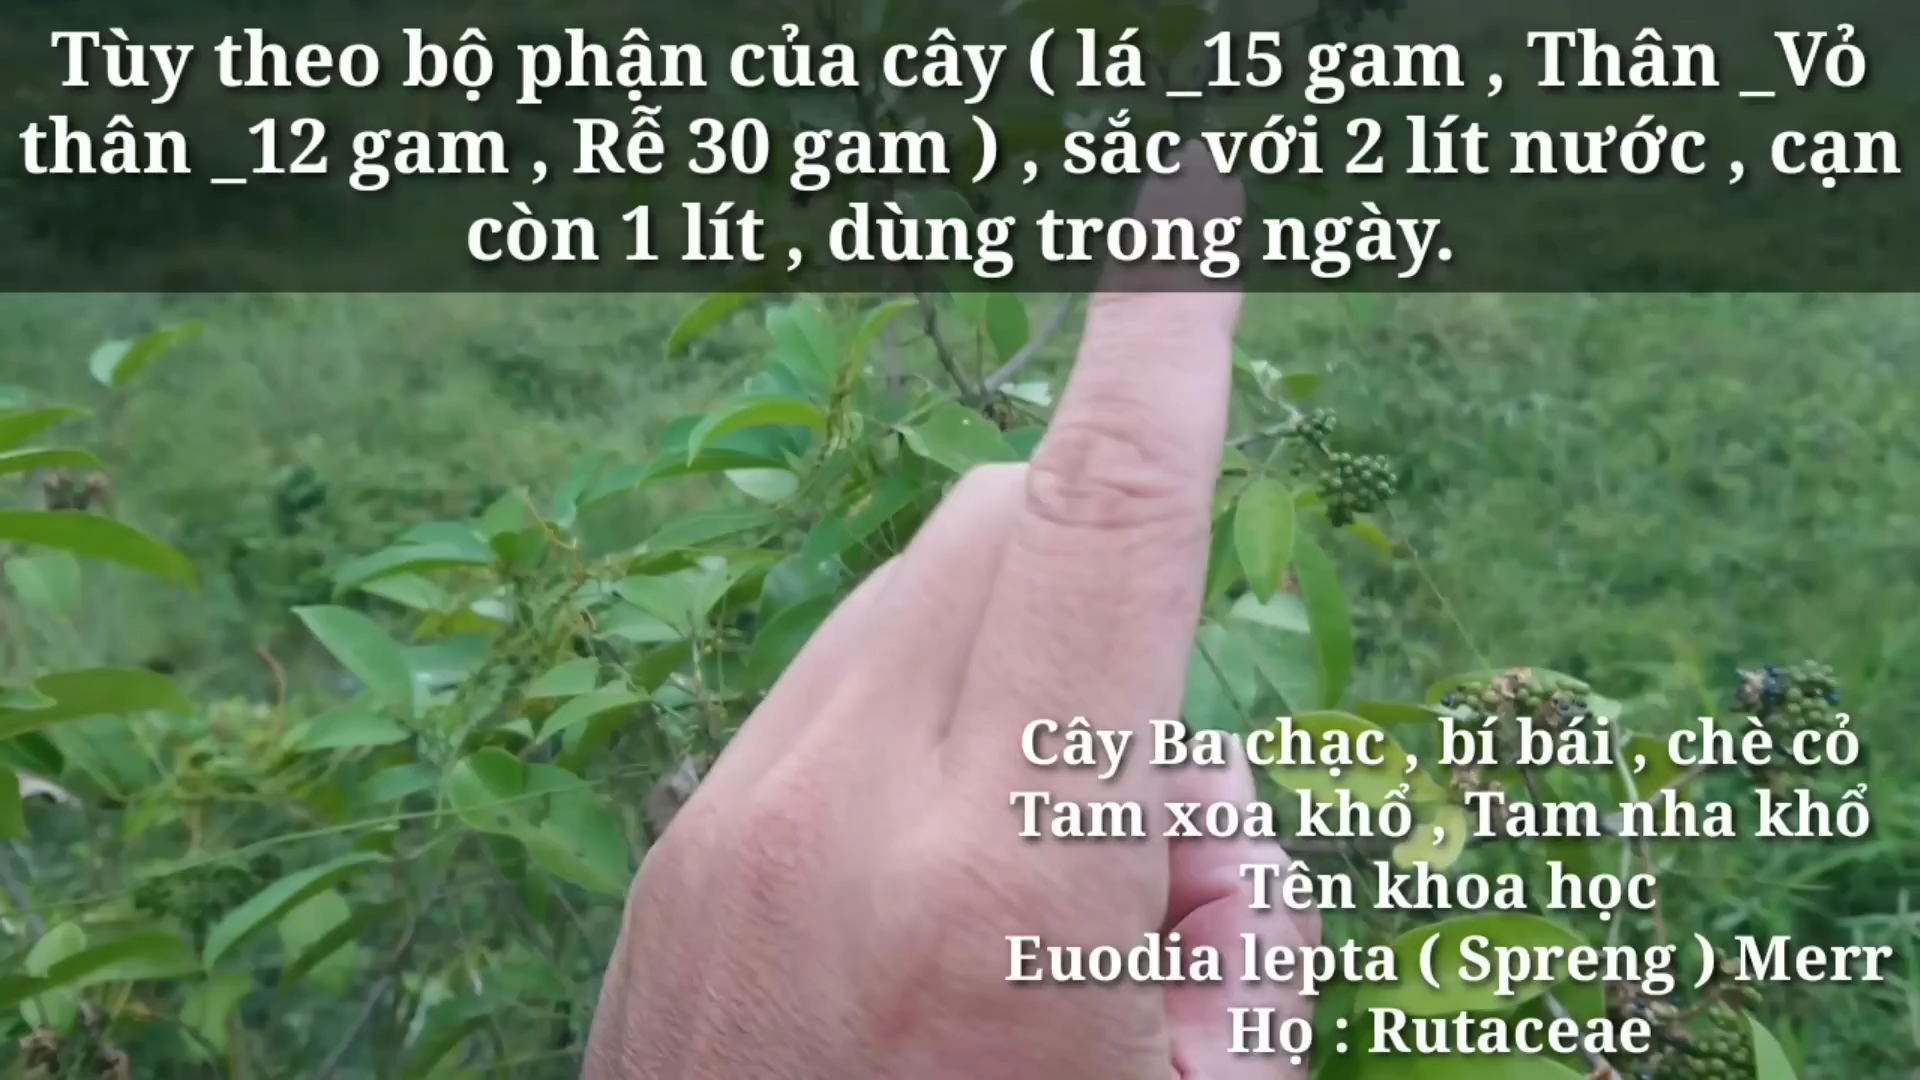 Tùy theo bộ phận của cây ( lá _15 gam , Thân _Vỏ
thân _12 gam , Rễ 30 gam ) , sắc với 2 lít nước , cạn
còn 1 lít , dùng trong ngày.
Cây Ba chạc , bí bái , chè cỏ
Tam xoa khổ , Tam nha khổ
Tên khoa học
Euodia lepta ( Spreng ) Merr
Họ : Rutaceae